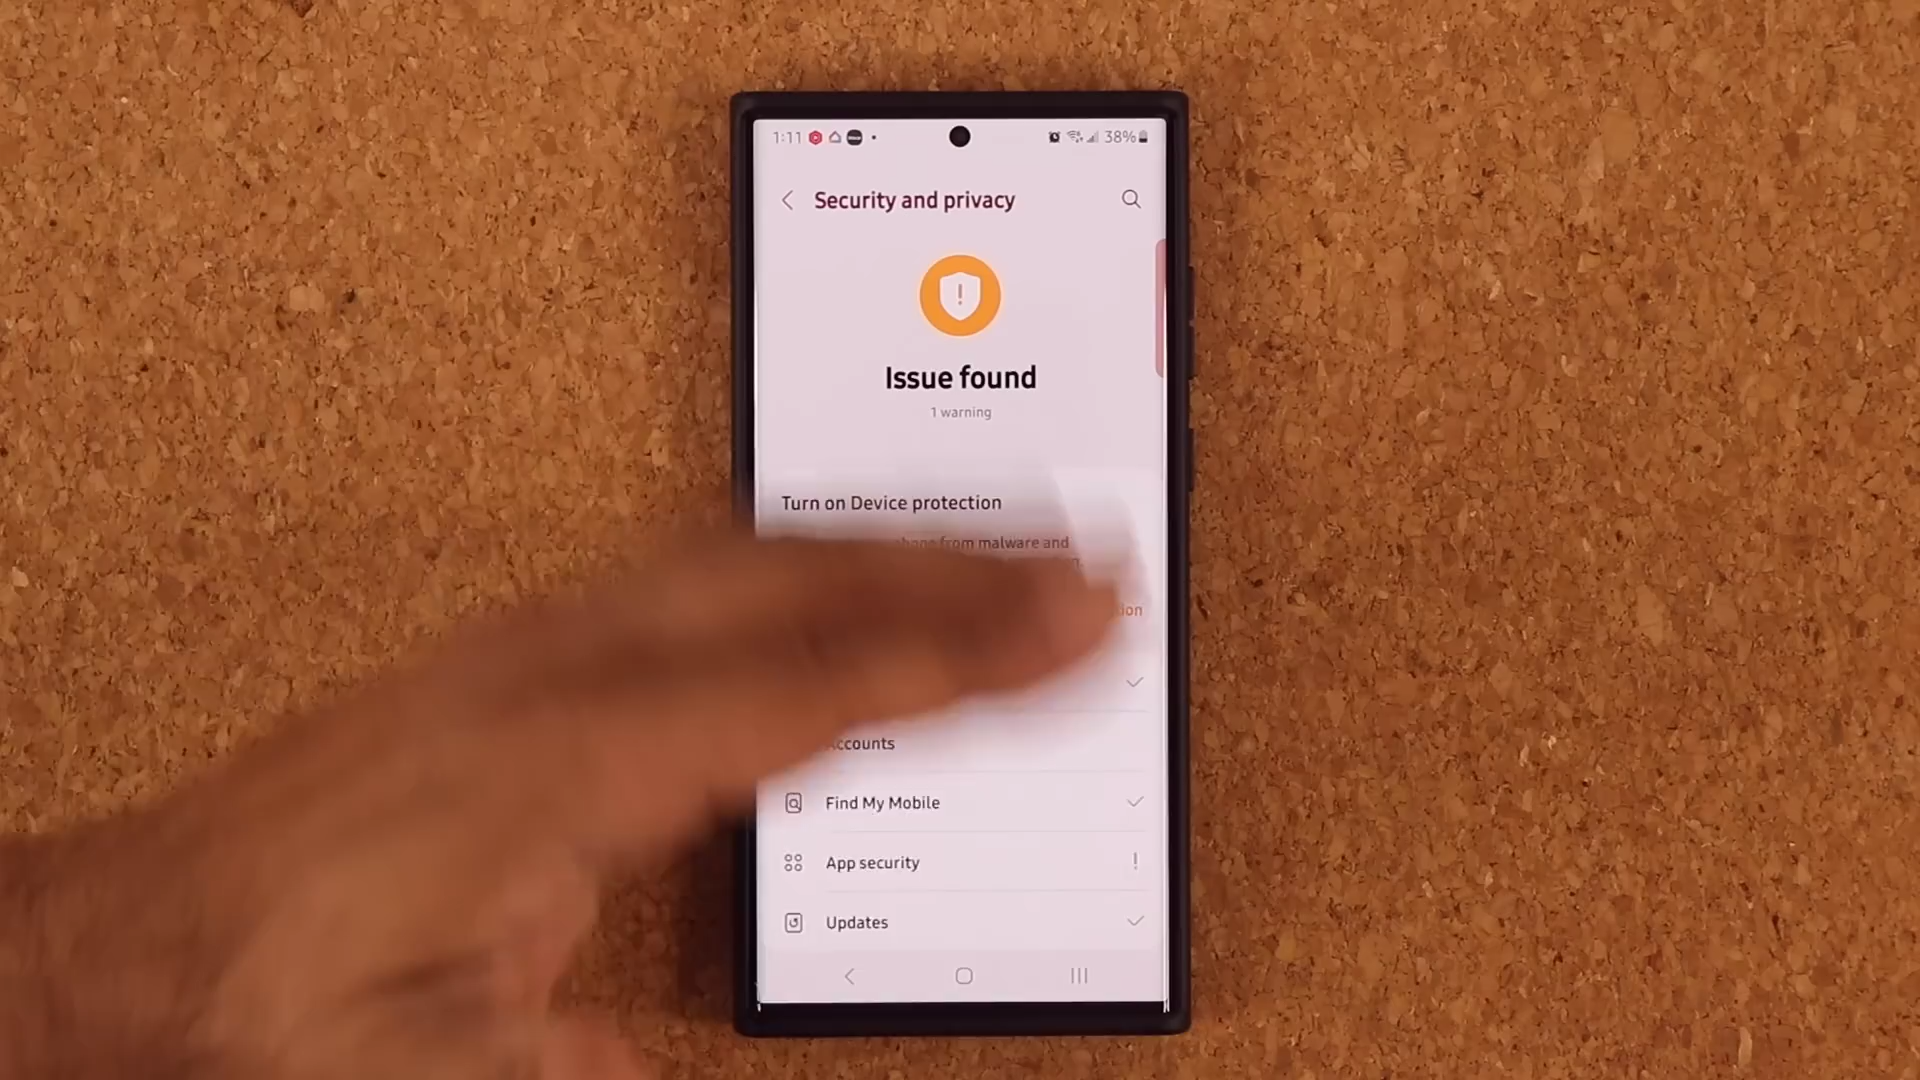 1:11
38%
Security and privacy
Issue found
1 warning
Turn on Device protection
phone from malware and
Accounts
Find My Mobile
App security
Updates